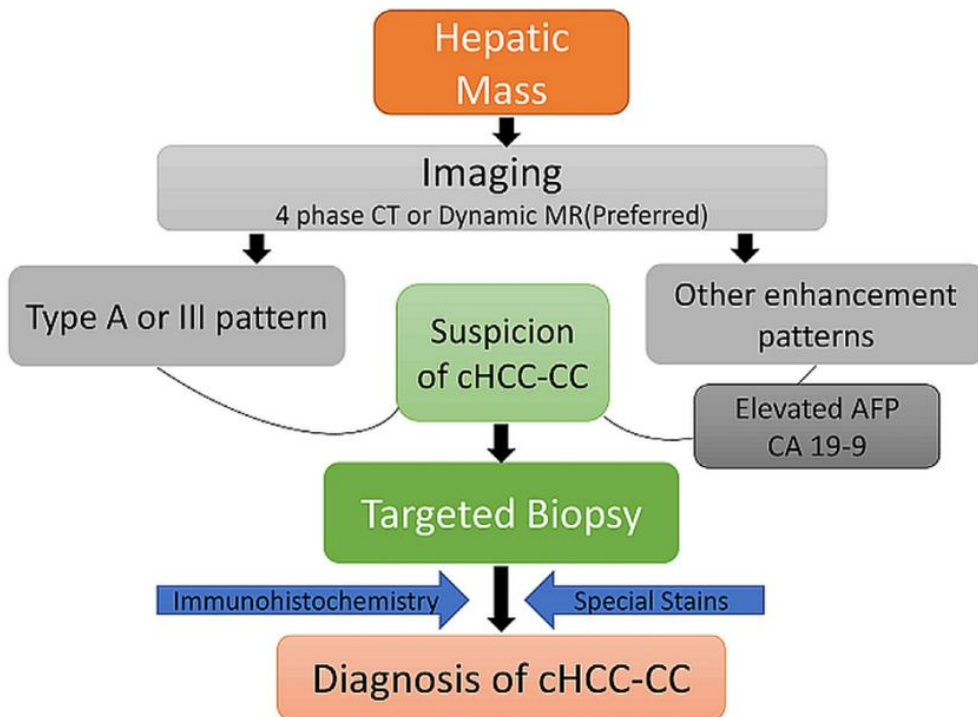 Hepatic
Mass
Imaging
4 phase CT or Dynamic MR(Preferred)
Type A or III pattern
Suspicion
of cHCC-CC
Other enhancement
patterns
Elevated AFP
CA 19-9
Targeted Biopsy
Immunohistochemistry
Special Stains
Diagnosis of cHCC-CC